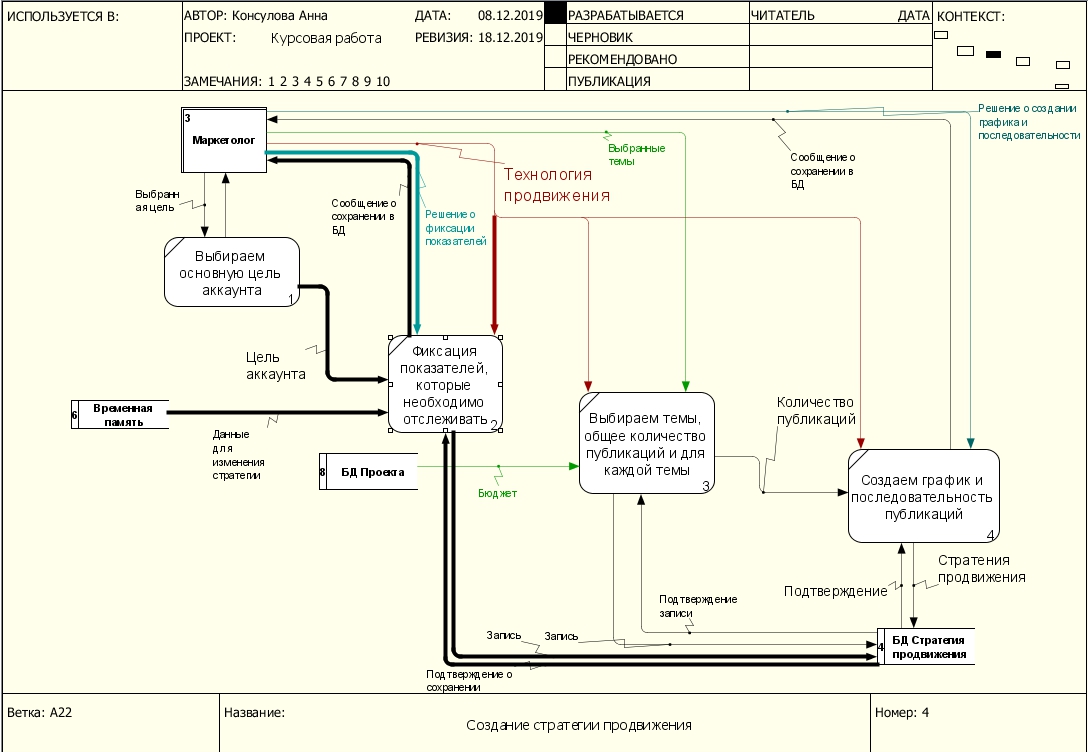 ИСПОЛЬЗУЕТСЯ В:
АВТОР: Консулова Анна
ДАТА: 08.12.2019
РАЗРАБАТЫВАЕТСЯ
ЧИТАТЕЛЬ
ДАТА
КОНТЕКСТ:
ПРОЕКТ: Курсовая работа
РЕВИЗИЯ: 18.12.2019
ЧЕРНОВИК
РЕКОМЕНДОВАНО
ЗАМЕЧАНИЯ: 1 2 3 4 5 6 7 8 9 10
ПУБЛИКАЦИЯ
3
Маркетолог
Решение о создании
графика и
последовательности
Выбранные
темы
Сообщение о
сохранении в
БД
Технология
продвижения
Выбранн
ая цель
Сообщение о
сохранении в
БД
Решение о
фиксации
показателей
Выбираем
основную цель
аккаунта
1
Цель
аккаунта
Фиксация
показателей,
которые
необходимо
отслеживать
2
6
Временная
память
Данные
для
изменения
стратегии
8
БД Проекта
Бюджет
Выбираем темы,
общее количество
публикаций и для
каждой темы
3
Количество
публикаций
Создаем график и
последовательность
публикаций
4
Стратения
продвижения
Подтверждение
Подтверждение
записи
Запись
Запись
4
БД Стратегия
продвижения
Подтверждение о
сохранении
Ветка: A22
Название:
Создание стратегии продвижения
Номер: 4